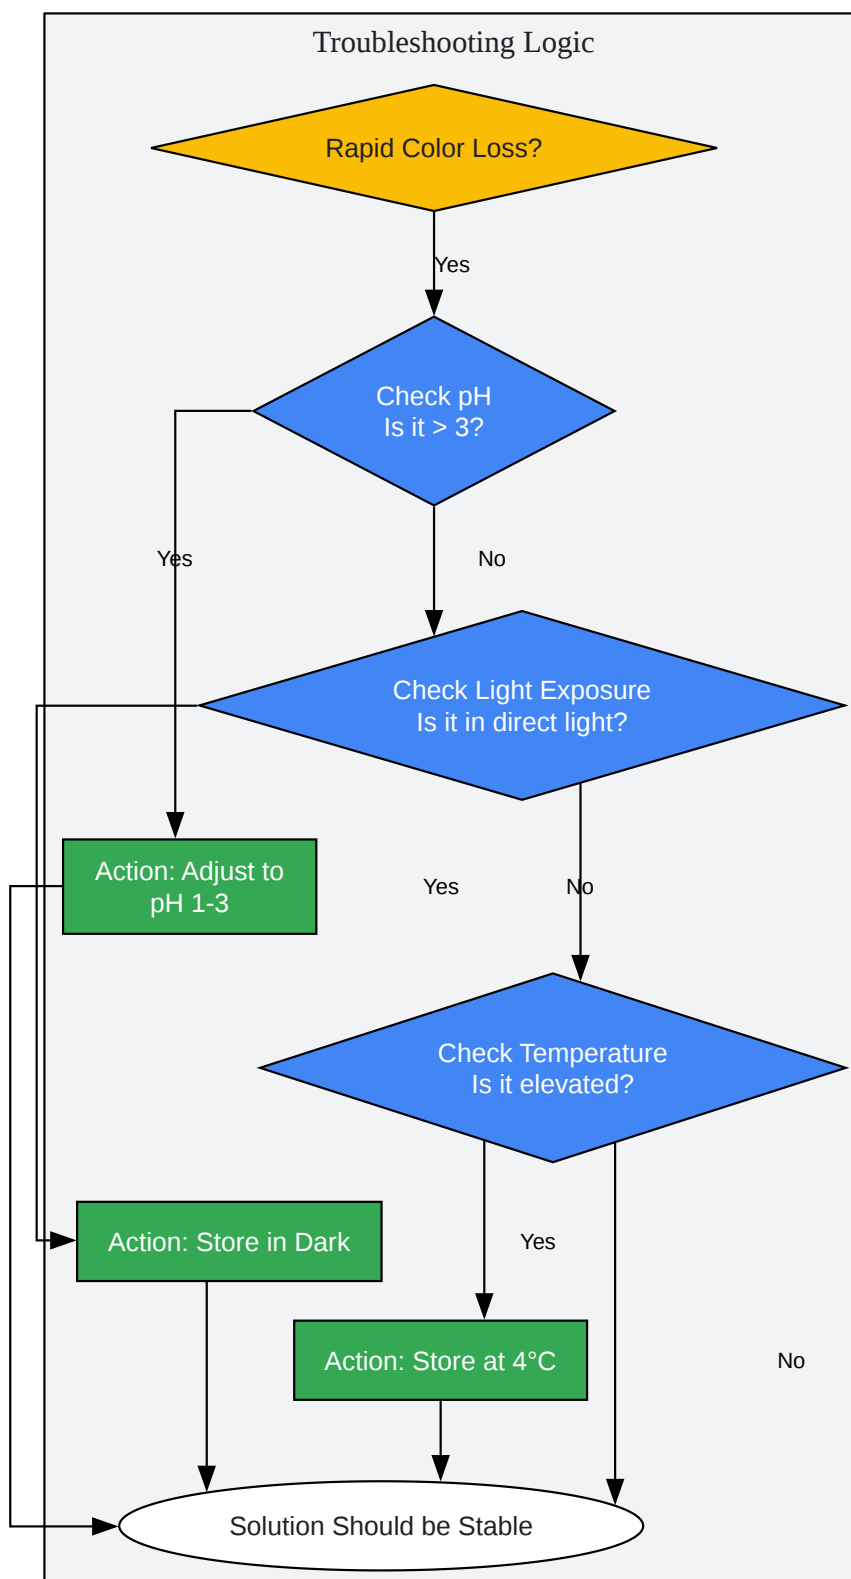 Troubleshooting Logic
Rapid Color Loss?
Yes
Check pH
Is it > 3?
Yes
No
Check Light Exposure
Is it in direct light?
Action: Adjust to
pH 1-3
Yes
No
Check Temperature
Is it elevated?
Action: Store in Dark
Yes
Action: Store at 4°C
No
Solution Should be Stable